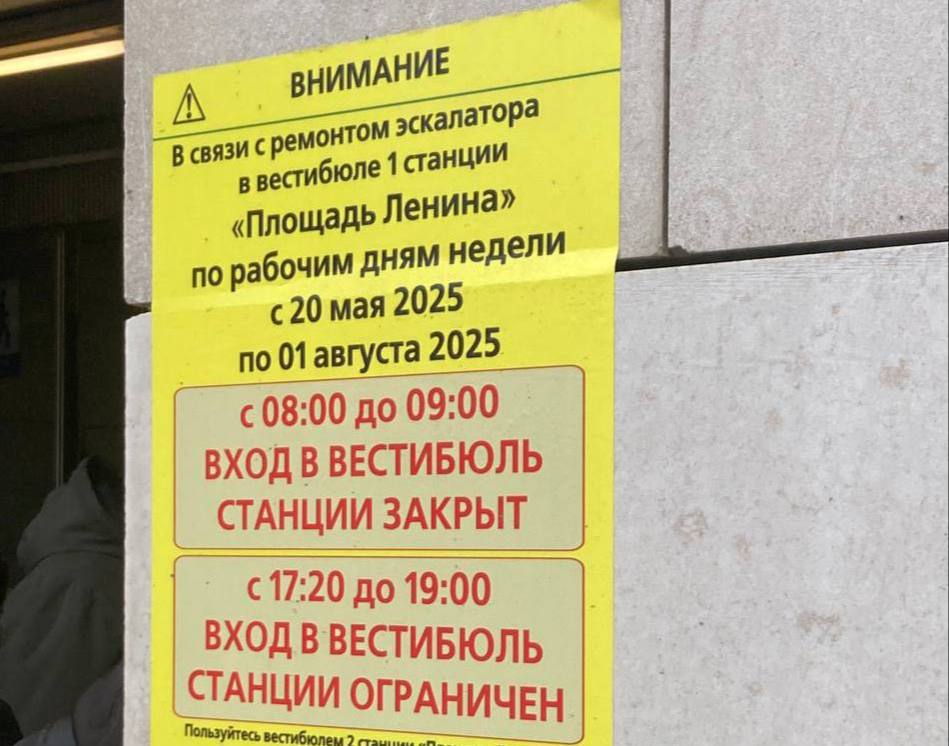 ВНИМАНИЕ
В связи с ремонтом эскалатора
в вестибюле 1 станции
«Площадь Ленина»
по рабочим дням недели
с 20 мая 2025
по 01 августа 2025
с 08:00 до 09:00
ВХОД В ВЕСТИБЮЛЬ
СТАНЦИИ ЗАКРЫТ
с 17:20 до 19:00
ВХОД В ВЕСТИБЮЛЬ
СТАНЦИИ ОГРАНИЧЕН
Пользуйтесь вестибюлем 2 станции